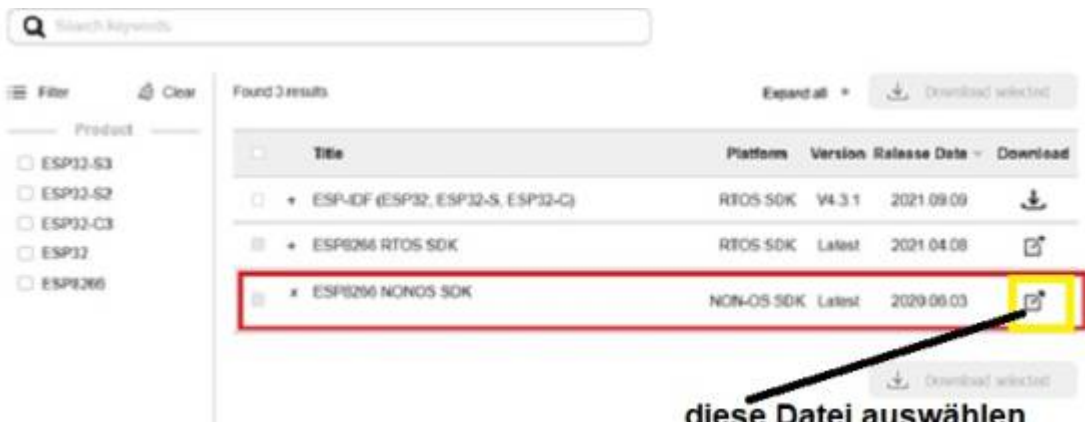 Search keywords
Filter Clear
Found 3 results
Expand all
Download selected
Product
ESP32-S3
ESP32-S2
ESP32-C3
ESP32
ESP8266
Title Platform Version Ralease Date Download
ESP-IDF (ESP32, ESP32-S, ESP32-C) RTOS SDK V4.3.1 2021.09.09
ESP8266 RTOS SDK RTOS SDK Latest 2021.04.08
ESP8266 NONOS SDK NON-OS SDK Latest 2020.06.03
Download selected
diese Datei auswählen